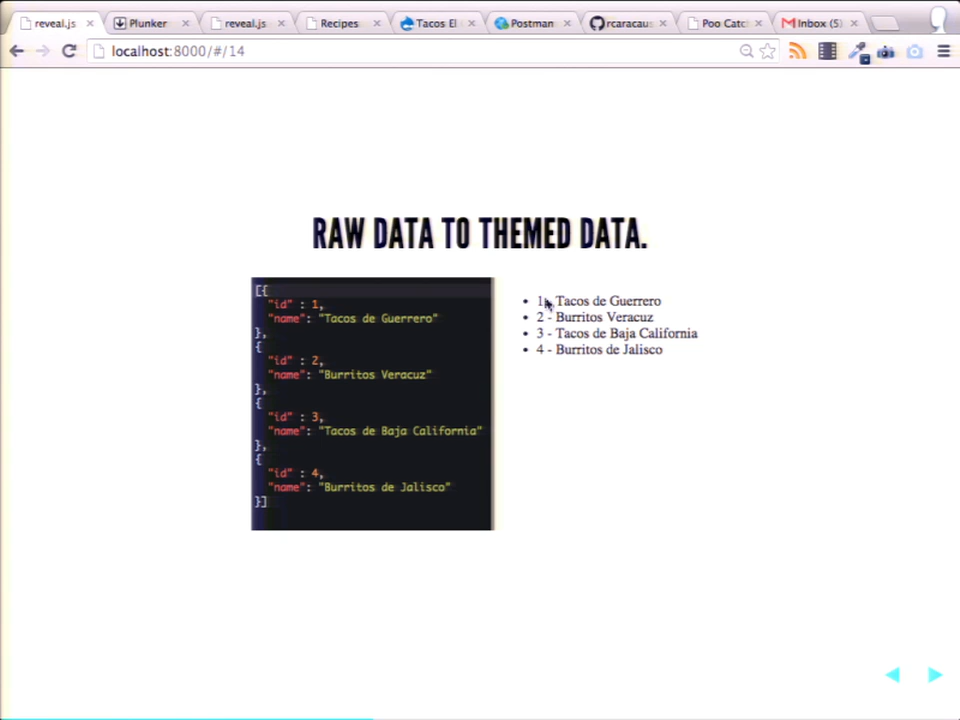 reveal.js
Plunker
reveal.js
Recipes
Tacos El
Postman
rcaracaus
Poo Catc
Inbox (5)
localhost:8000/#/14
RAW DATA TO THEMED DATA.
[{
"id" : 1,
"name": "Tacos de Guerrero"
},
{
"id" : 2,
"name": "Burritos Veracuz"
},
{
"id" : 3,
"name": "Tacos de Baja California"
},
{
"id" : 4,
"name": "Burritos de Jalisco"
}]
• 1 - Tacos de Guerrero
• 2 - Burritos Veracuz
• 3 - Tacos de Baja California
• 4 - Burritos de Jalisco